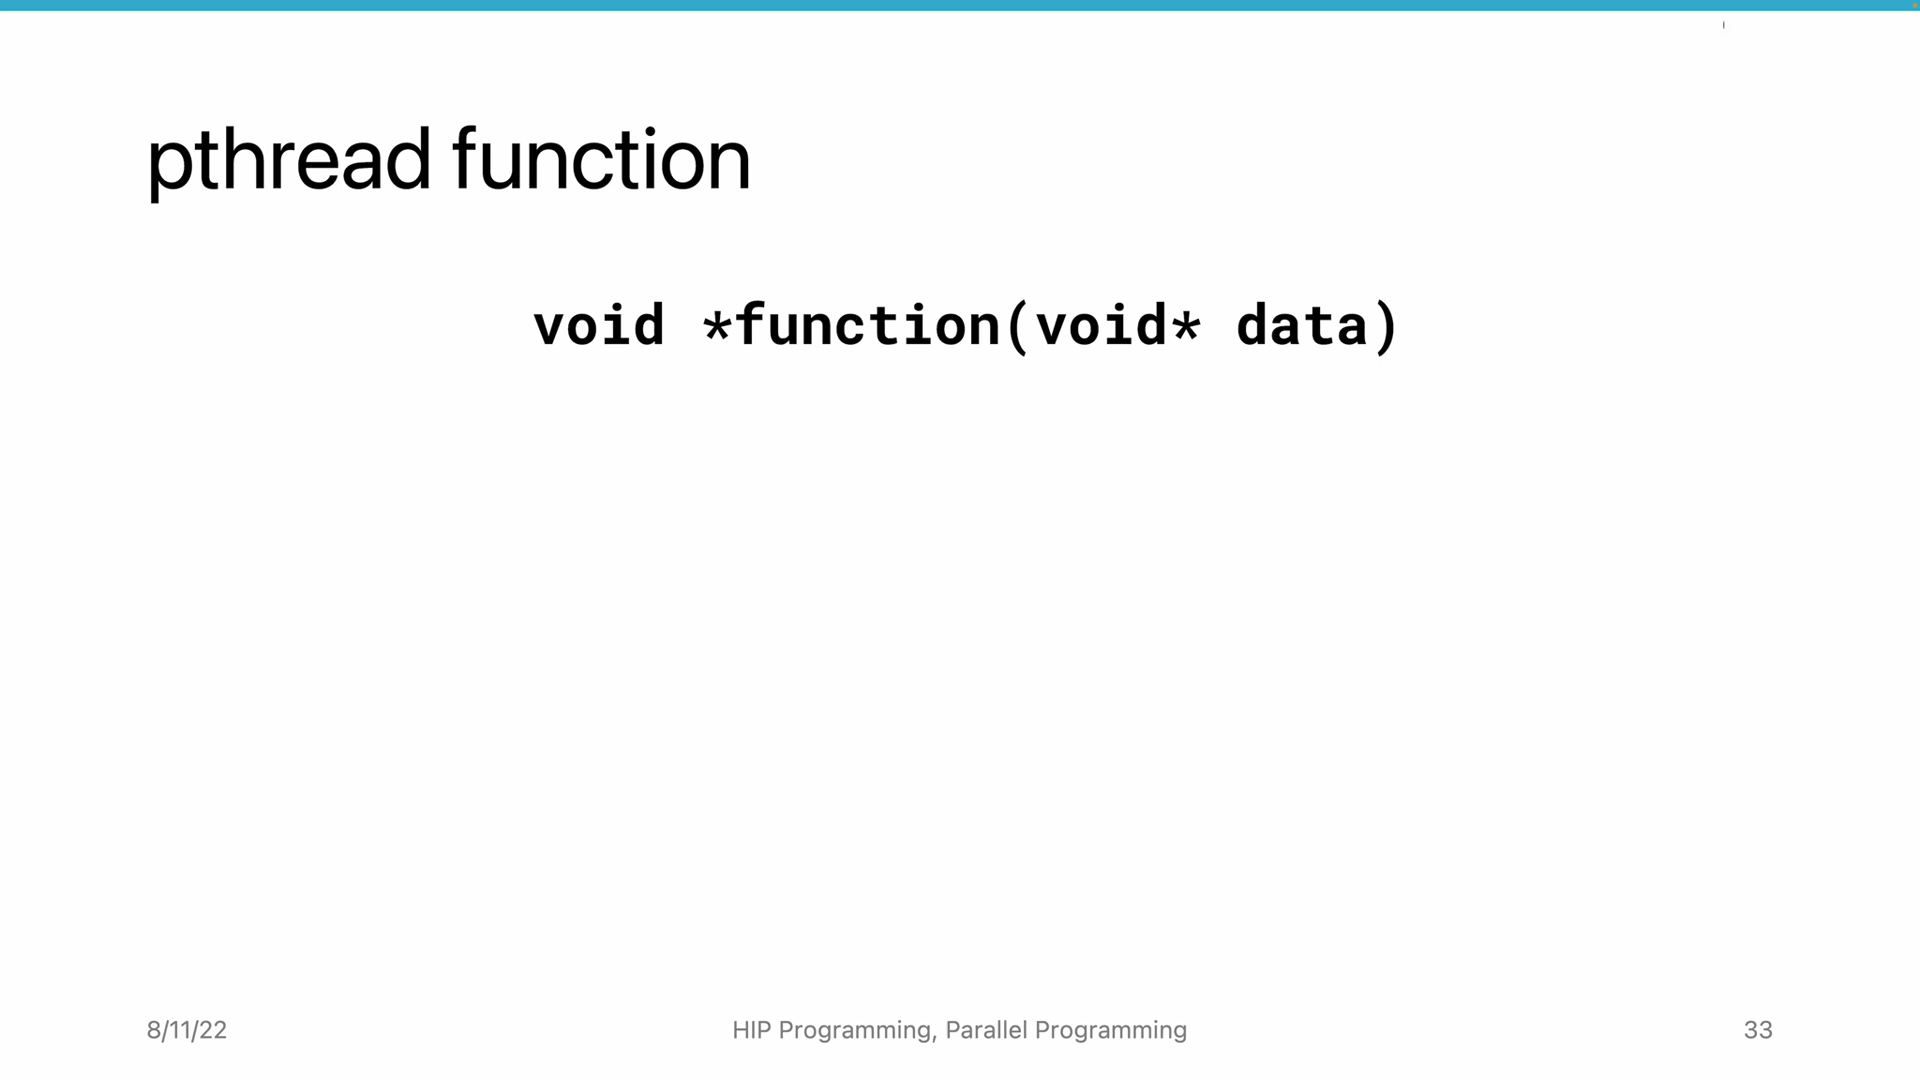 pthread function
void *function(void* data)
8/11/22
HIP Programming, Parallel Programming
33